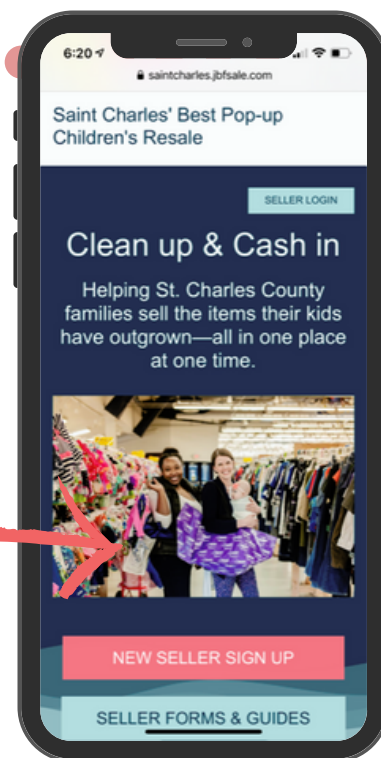 6:20
saintcharles.jbfsale.com
Saint Charles' Best Pop-up
Children's Resale
SELLER LOGIN
Clean up & Cash in
Helping St. Charles County
families sell the items their kids
have outgrown—all in one place
at one time.
NEW SELLER SIGN UP
SELLER FORMS & GUIDES